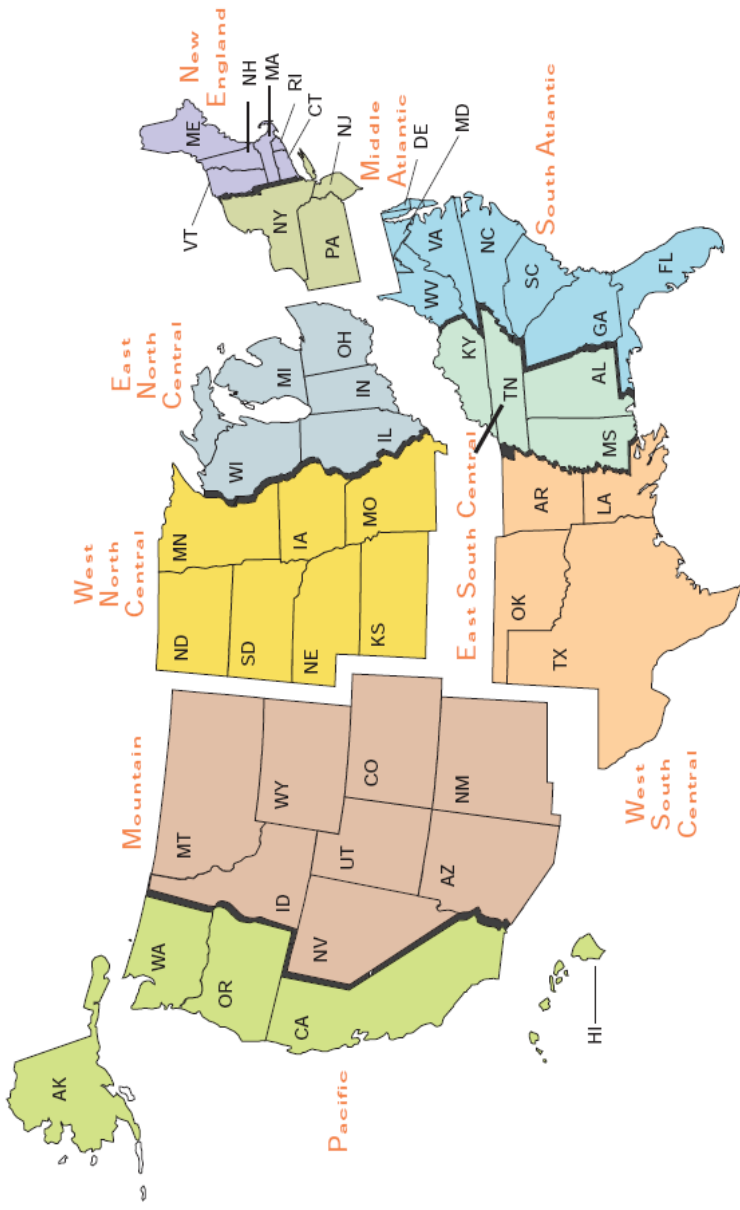 AK
WA
OR
CA
HI
Pacific
Mountain
MT
ID
WY
NV
UT
CO
AZ
NM
West
North
Central
ND
MN
SD
NE
IA
KS
MO
West
South
Central
OK
TX
AR
LA
East
North
Central
WI
MI
IL
IN
OH
East South Central
KY
TN
MS
AL
New
England
ME
VT
NH
MA
RI
CT
Middle
Atlantic
NY
PA
NJ
South Atlantic
DE
MD
WV
VA
NC
SC
GA
FL